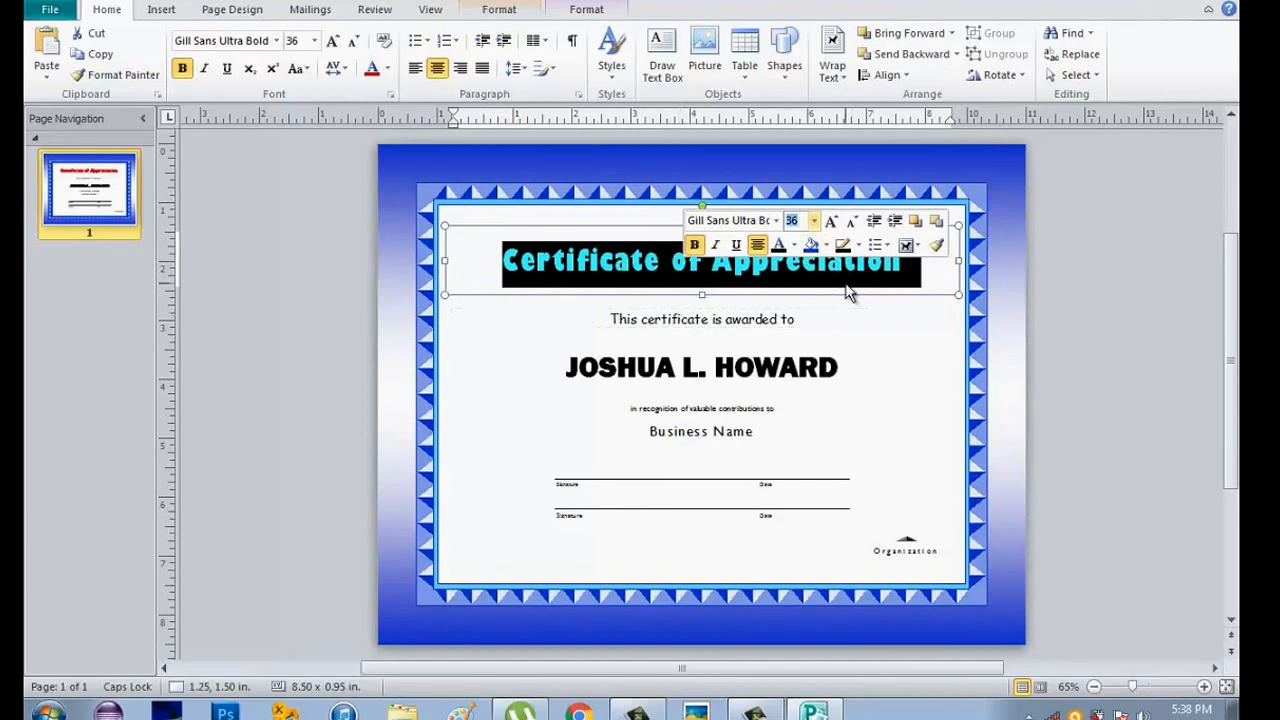 File Home Insert Page Design Mailings Review View Format Format
Cut
Copy
Format Painter
Paste
Clipboard
Gill Sans Ultra Bold 36
Font
Paragraph
Styles
Styles
Draw Text Box
Picture
Table
Shapes
Objects
Wrap Text
Bring Forward
Send Backward
Align
Group
Ungroup
Rotate
Arrange
Find
Replace
Select
Editing
Page Navigation
1
Gill Sans Ultra Bc 36
Certificate of Appreciation
This certificate is awarded to
JOSHUA L. HOWARD
in recognition of valuable contributions to
Business Name
Signature Date
Signature Date
Organization
Page: 1 of 1 Caps Lock 1.25, 1.50 in. 8.50 x 0.95 in. 65%
5:38 PM